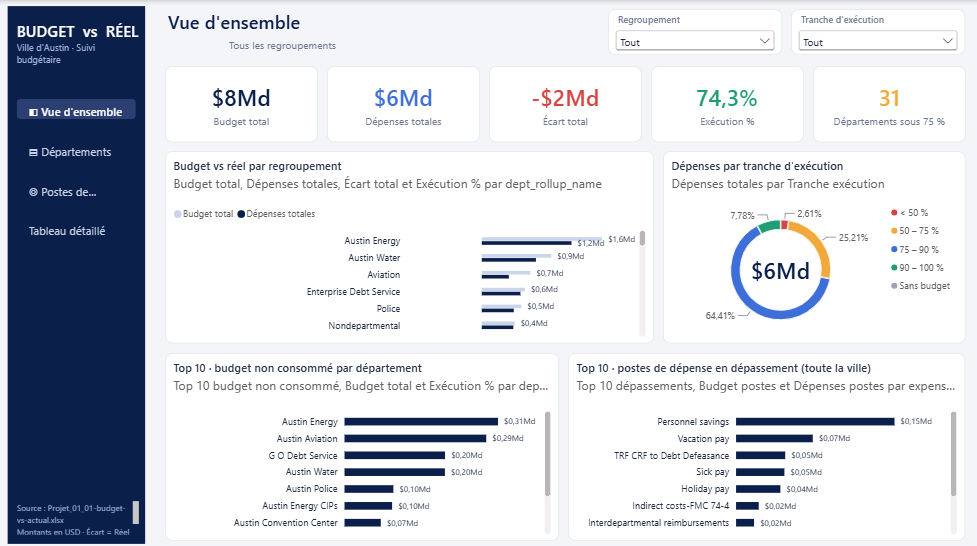 BUDGET vs RÉEL
Ville d'Austin · Suivi
budgétaire
Vue d'ensemble
Départements
Postes de...
Tableau détaillé
Source : Projet_01_01-budget-
vs-actual.xlsx
Montants en USD · Écart = Réel
Vue d'ensemble
Tous les regroupements
Regroupement
Tout
Tranche d'exécution
Tout
$8Md
Budget total
$6Md
Dépenses totales
-$2Md
Écart total
74,3%
Exécution %
31
Départements sous 75 %
Budget vs réel par regroupement
Budget total, Dépenses totales, Écart total et Exécution % par dept_rollup_name
Budget total Dépenses totales
Austin Energy $1,6Md
$1,2Md
Austin Water $0,9Md
Aviation $0,7Md
Enterprise Debt Service $0,6Md
Police $0,5Md
Nondepartmental $0,4Md
Dépenses par tranche d'exécution
Dépenses totales par Tranche exécution
7,78%
2,61%
25,21%
64,41%
$6Md
< 50 %
50 – 75 %
75 – 90 %
90 – 100 %
Sans budget
Top 10 · budget non consommé par département
Top 10 budget non consommé, Budget total et Exécution % par dep...
Austin Energy $0,31Md
Austin Aviation $0,29Md
G O Debt Service $0,20Md
Austin Water $0,20Md
Austin Police $0,10Md
Austin Energy CIPs $0,10Md
Austin Convention Center $0,07Md
Top 10 · postes de dépense en dépassement (toute la ville)
Top 10 dépassements, Budget postes et Dépenses postes par expens...
Personnel savings $0,15Md
Vacation pay $0,07Md
TRF CRF to Debt Defeasance $0,05Md
Sick pay $0,05Md
Holiday pay $0,04Md
Indirect costs-FMC 74-4 $0,02Md
Interdepartmental reimbursements $0,02Md